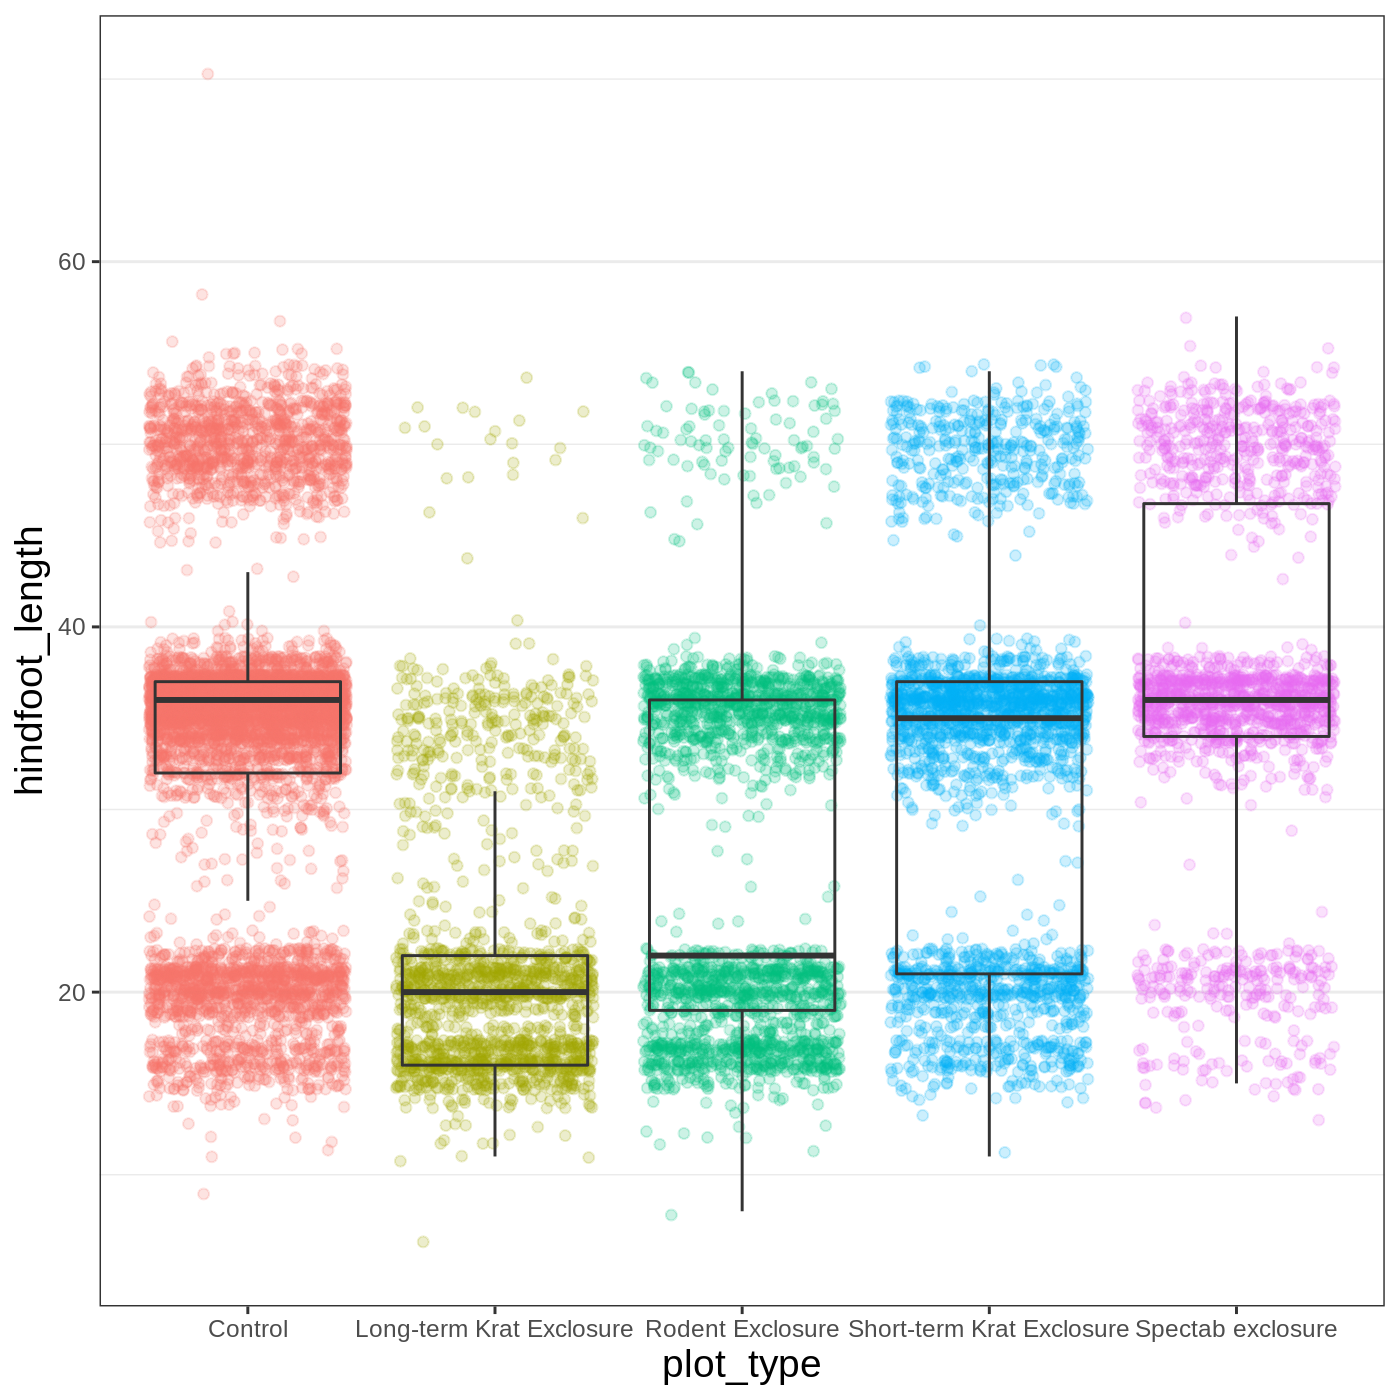 hindfoot_length
60
40
20
Control
Long-term Krat Exclosure
Rodent Exclosure
Short-term Krat Exclosure
Spectab exclosure
plot_type